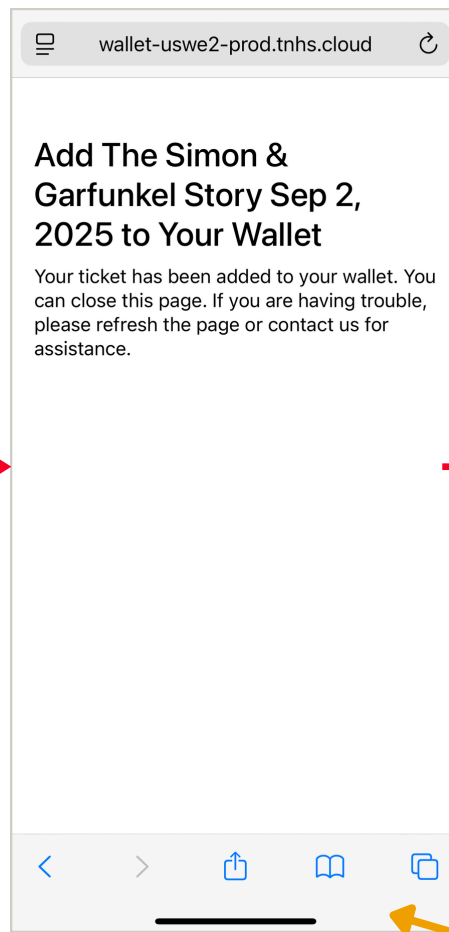 wallet-uswe2-prod.tnhs.cloud
Add The Simon &
Garfunkel Story Sep 2,
2025 to Your Wallet
Your ticket has been added to your wallet. You
can close this page. If you are having trouble,
please refresh the page or contact us for
assistance.